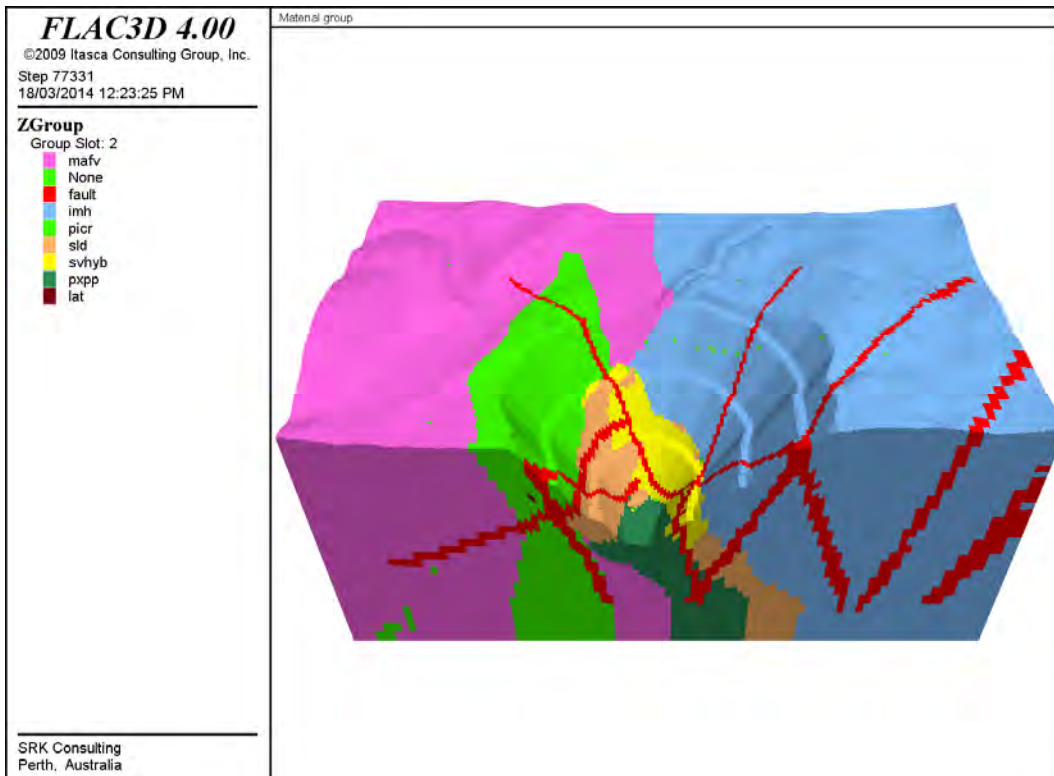 FLAC3D 4.00
©2009 Itasca Consulting Group, Inc.
Step 77331
18/03/2014 12:23:25 PM
ZGroup
Group Slot: 2
mafv
None
fault
imh
picr
sld
svhyb
pxpp
lat
SRK Consulting
Perth, Australia
Material group